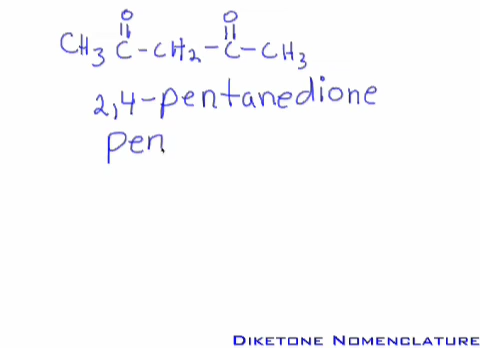 O O
CH3 C-CH2-C-CH3
2,4-pentanedione
pen
DIKETONE NOMENCLATURE